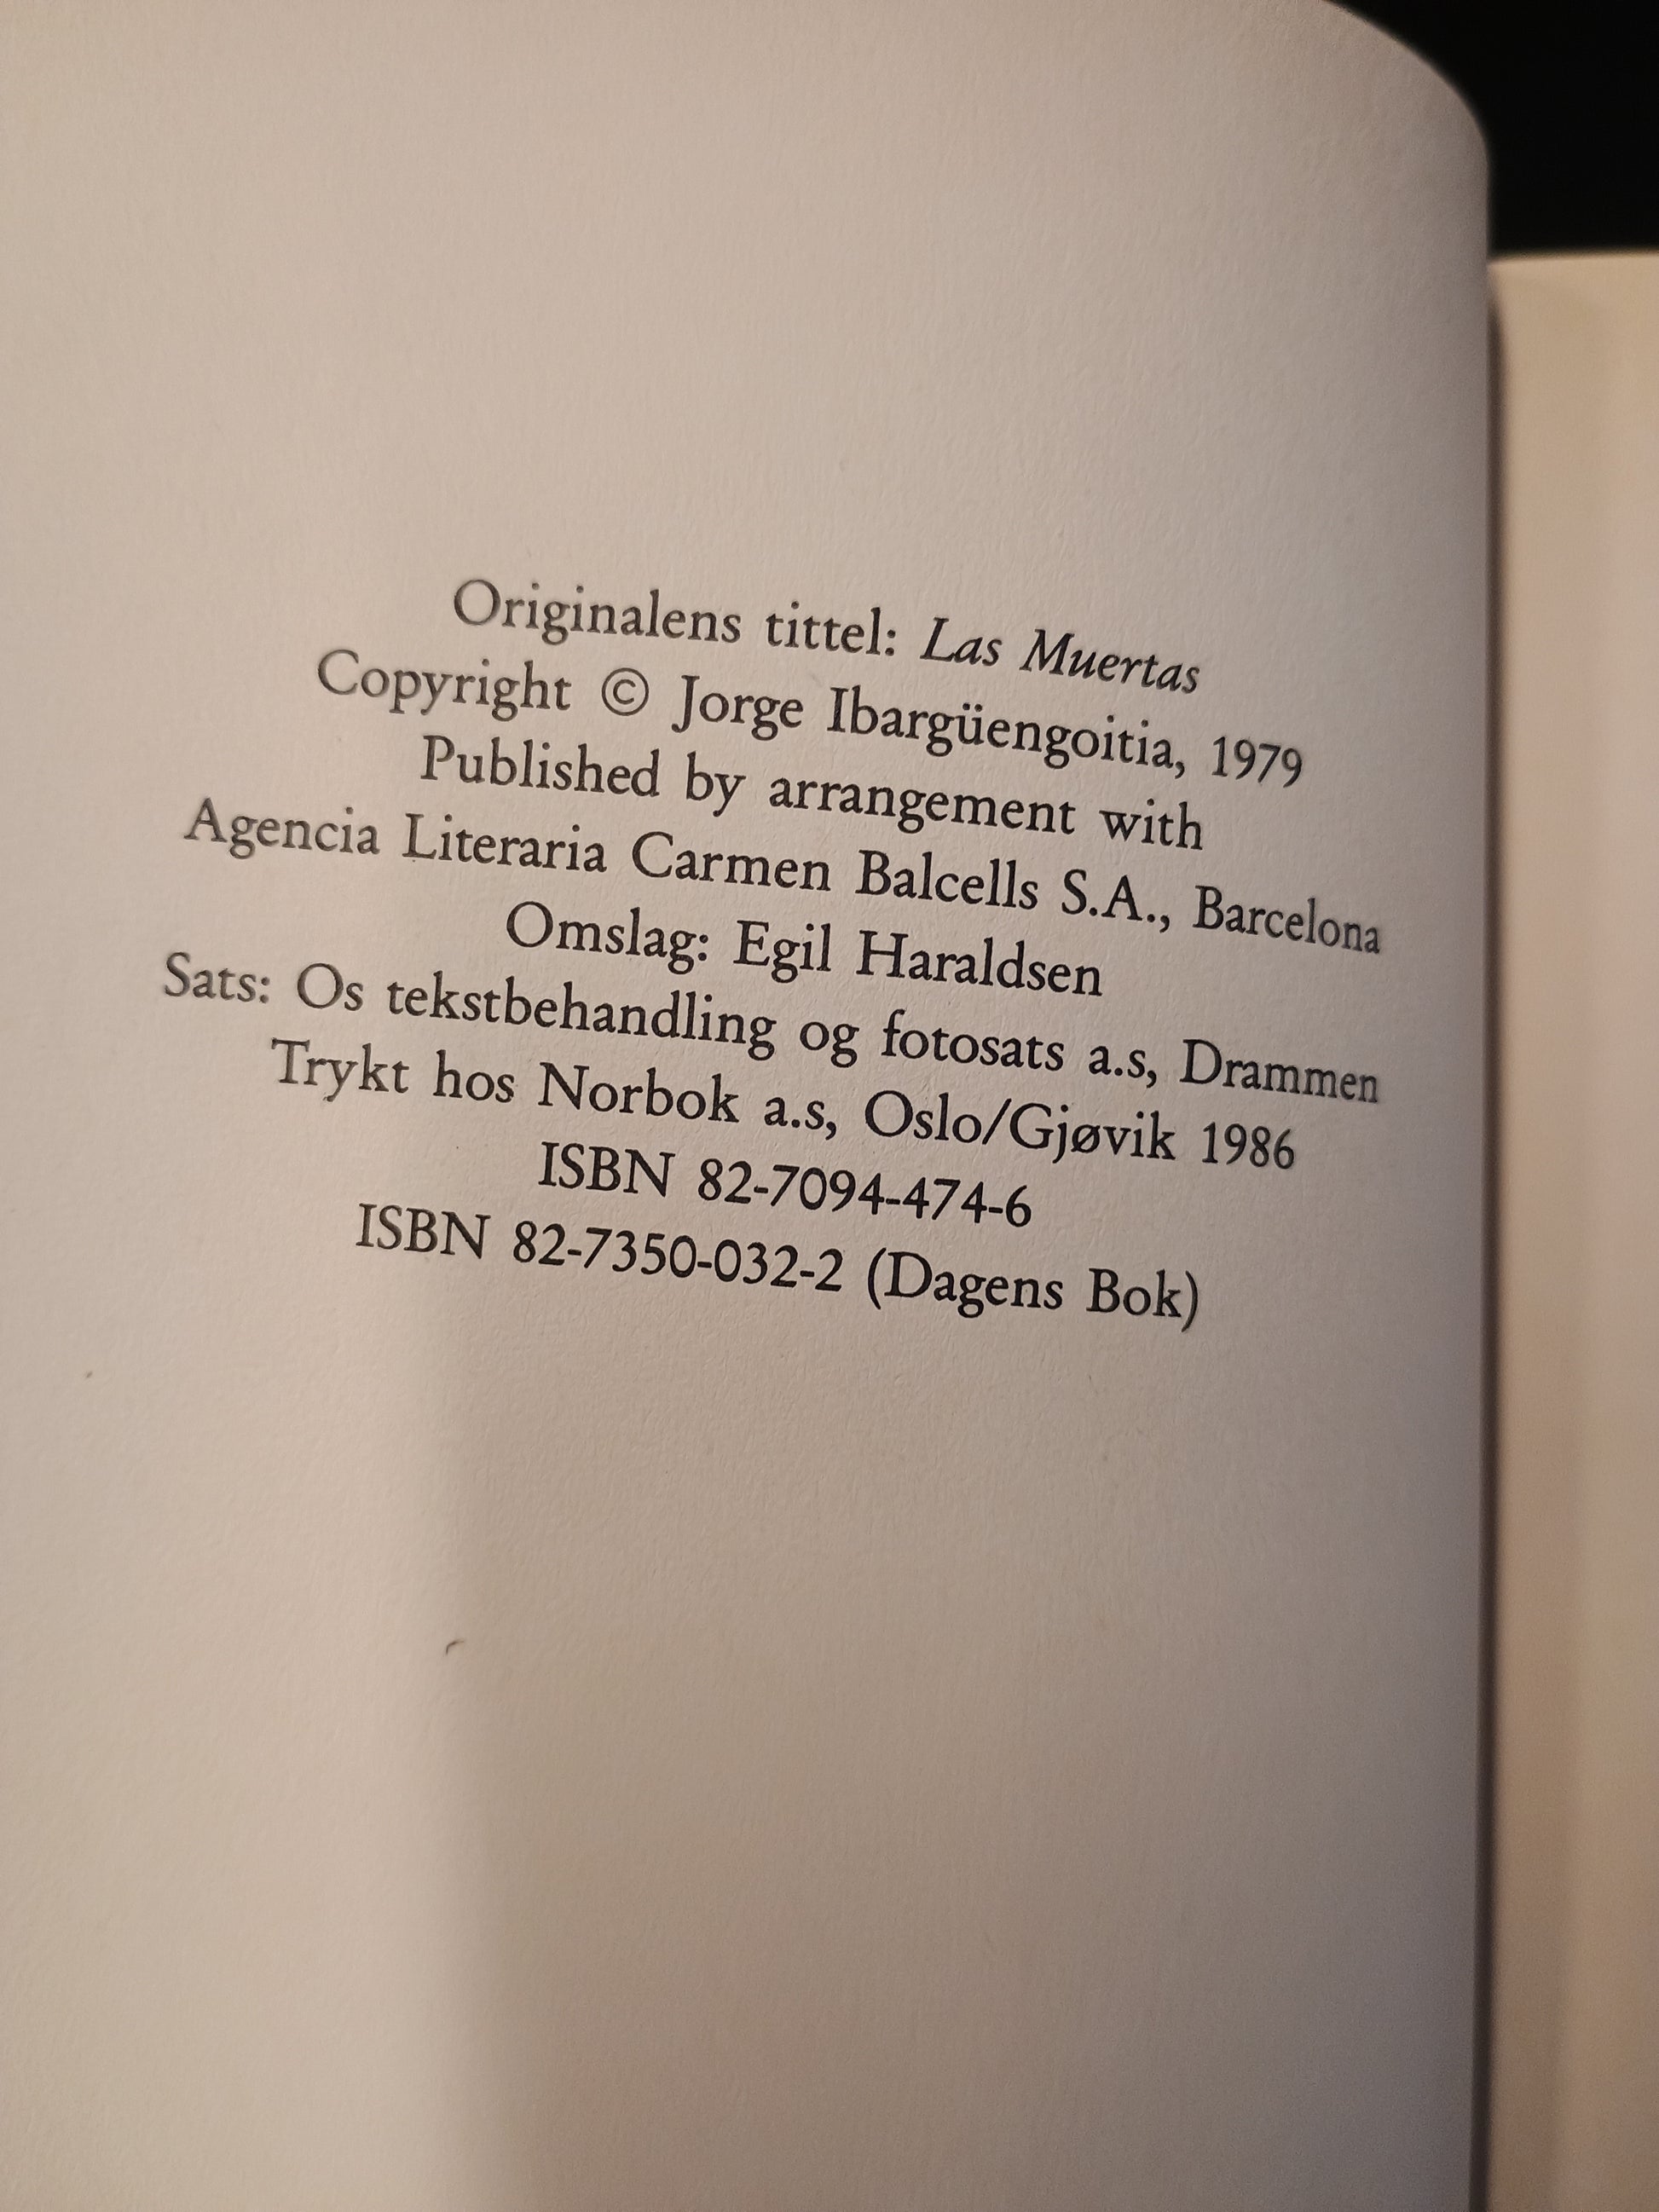 Originalens tittel: Las Muertas
Copyright © Jorge Ibargüengoitia, 1979
Published by arrangement with
Agencia Literaria Carmen Balcells S.A., Barcelona
Omslag: Egil Haraldsen
Sats: Os tekstbehandling og fotosats a.s, Drammen
Trykt hos Norbok a.s, Oslo/Gjøvik 1986
ISBN 82-7094-474-6
ISBN 82-7350-032-2 (Dagens Bok)